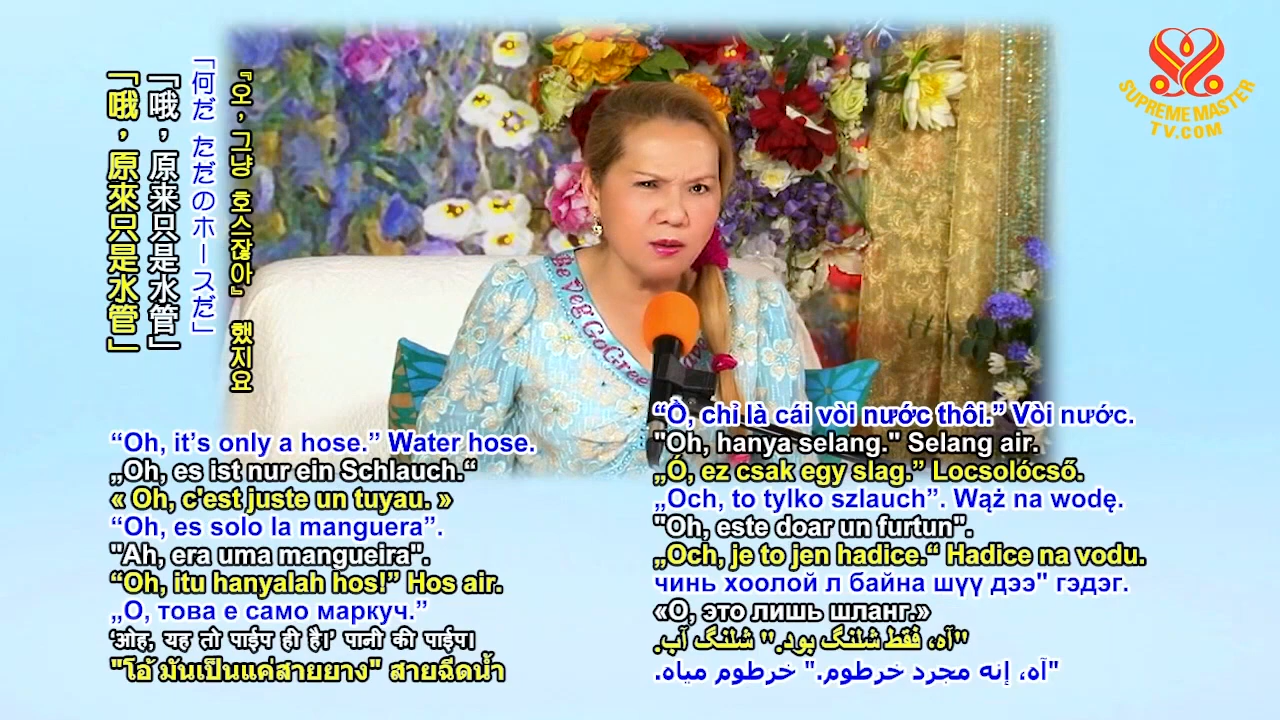 SUPREME MASTER
TV.COM
『오, 그냥 호스잖아』 했지요
「何だ ただのホースだ」
「哦，原来只是水管」
「哦，原來只是水管」
Be Veg GoGree
“Oh, it’s only a hose.” Water hose.
„Oh, es ist nur ein Schlauch.“
« Oh, c'est juste un tuyau. »
“Oh, es solo la manguera”.
"Ah, era uma mangueira".
“Oh, itu hanyalah hos!” Hos air.
„О, това е само маркуч.”
‘ओह, यह तो पाईप ही है।’ पानी की पाईप।
"โอ้ มันเป็นแค่สายยาง" สายฉีดน้ำ
“Ồ, chỉ là cái vòi nước thôi.” Vòi nước.
"Oh, hanya selang." Selang air.
„Ó, ez csak egy slag.” Locsolócső.
„Och, to tylko szlauch”. Wąż na wodę.
"Oh, este doar un furtun".
„Och, je to jen hadice.“ Hadice na vodu.
чинь хоолой л байна шүү дээ" гэдэг.
«О, это лишь шланг.»
"آه، فقط شلنگ بود." شلنگ آب.
"آه، إنه مجرد خرطوم." خرطوم مياه.